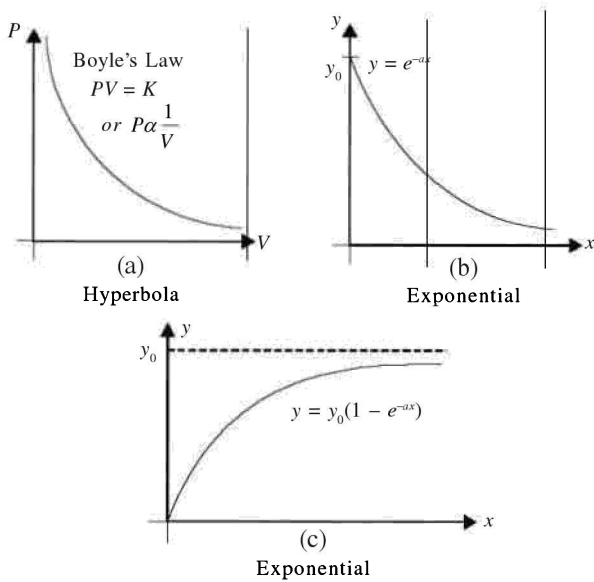 P
Boyle's Law
PV = K
or Pα 1/V
V
(a)
Hyperbola
y
y₀
y = e⁻ᵃˣ
x
(b)
Exponential
y
y₀
y = y₀(1 − e⁻ᵃˣ)
x
(c)
Exponential